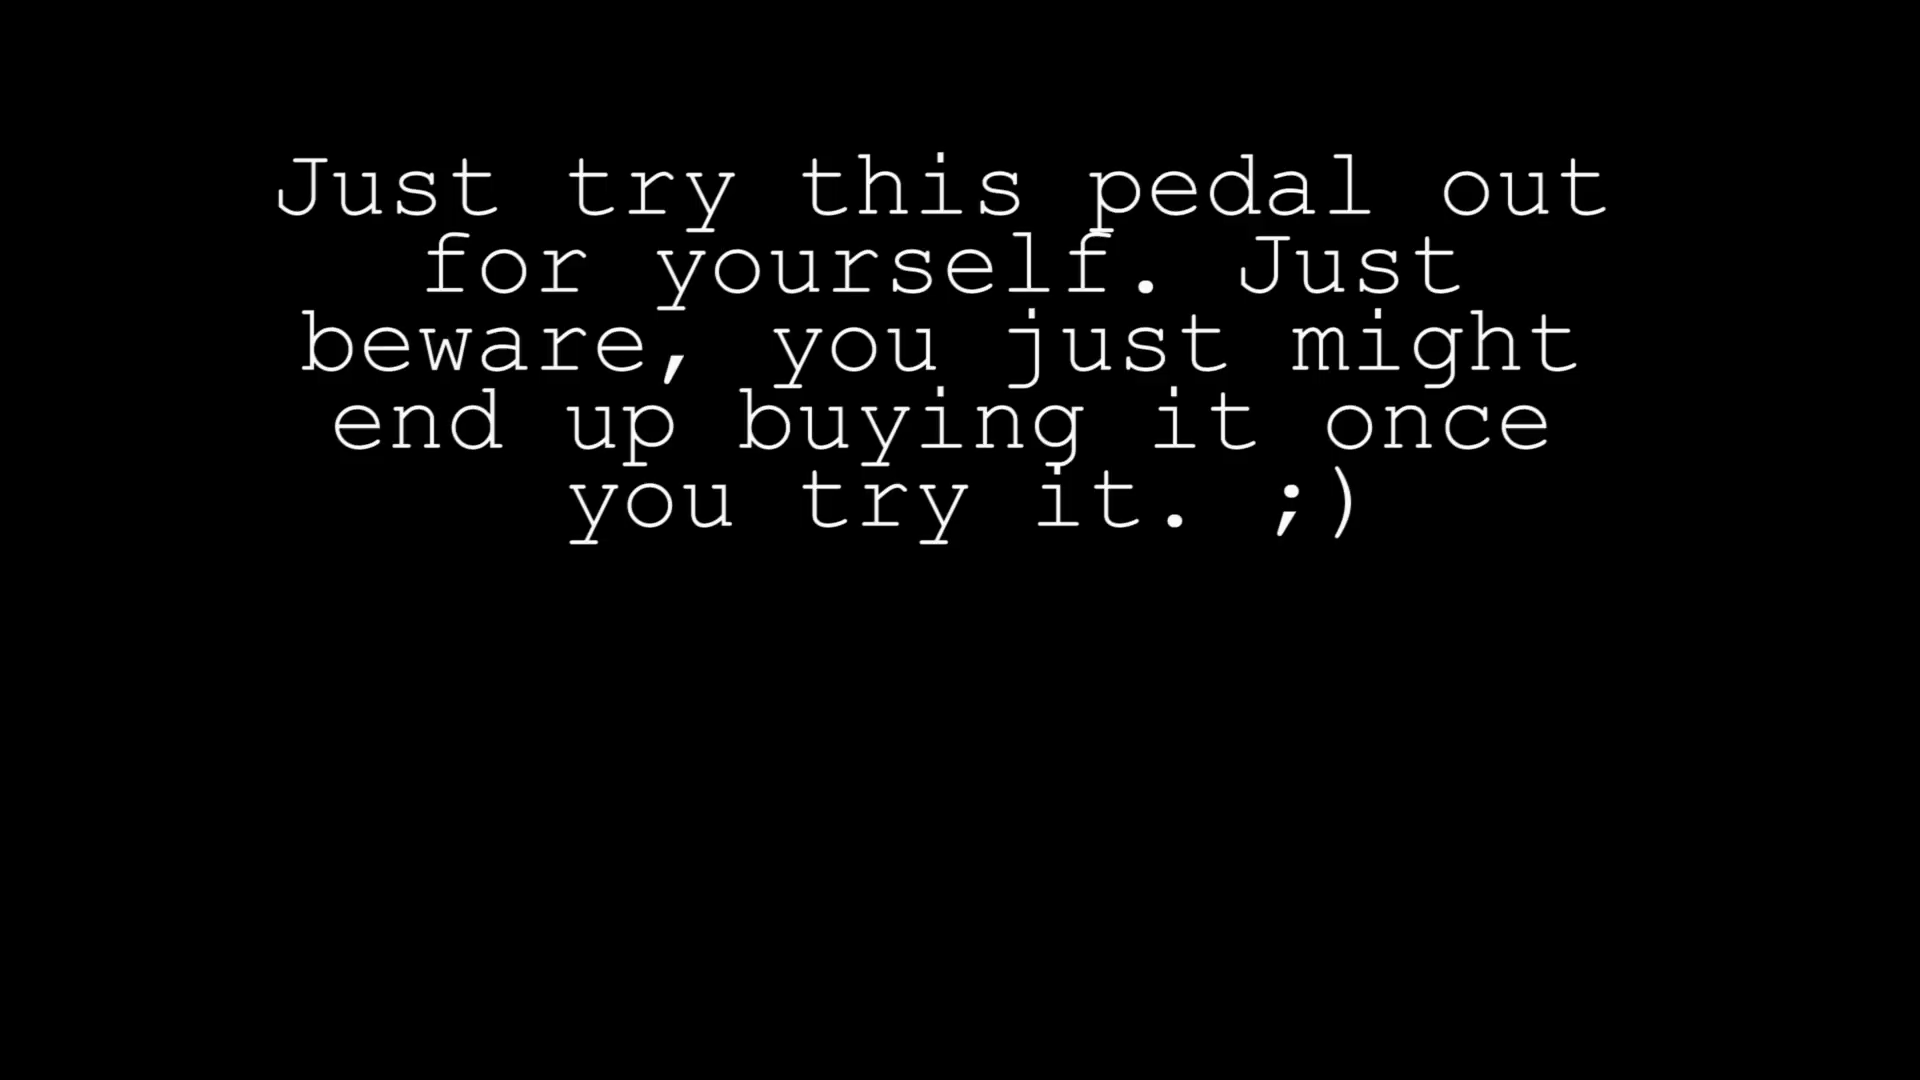 Just try this pedal out
for yourself. Just
beware, you just might
end up buying it once
you try it. ;)